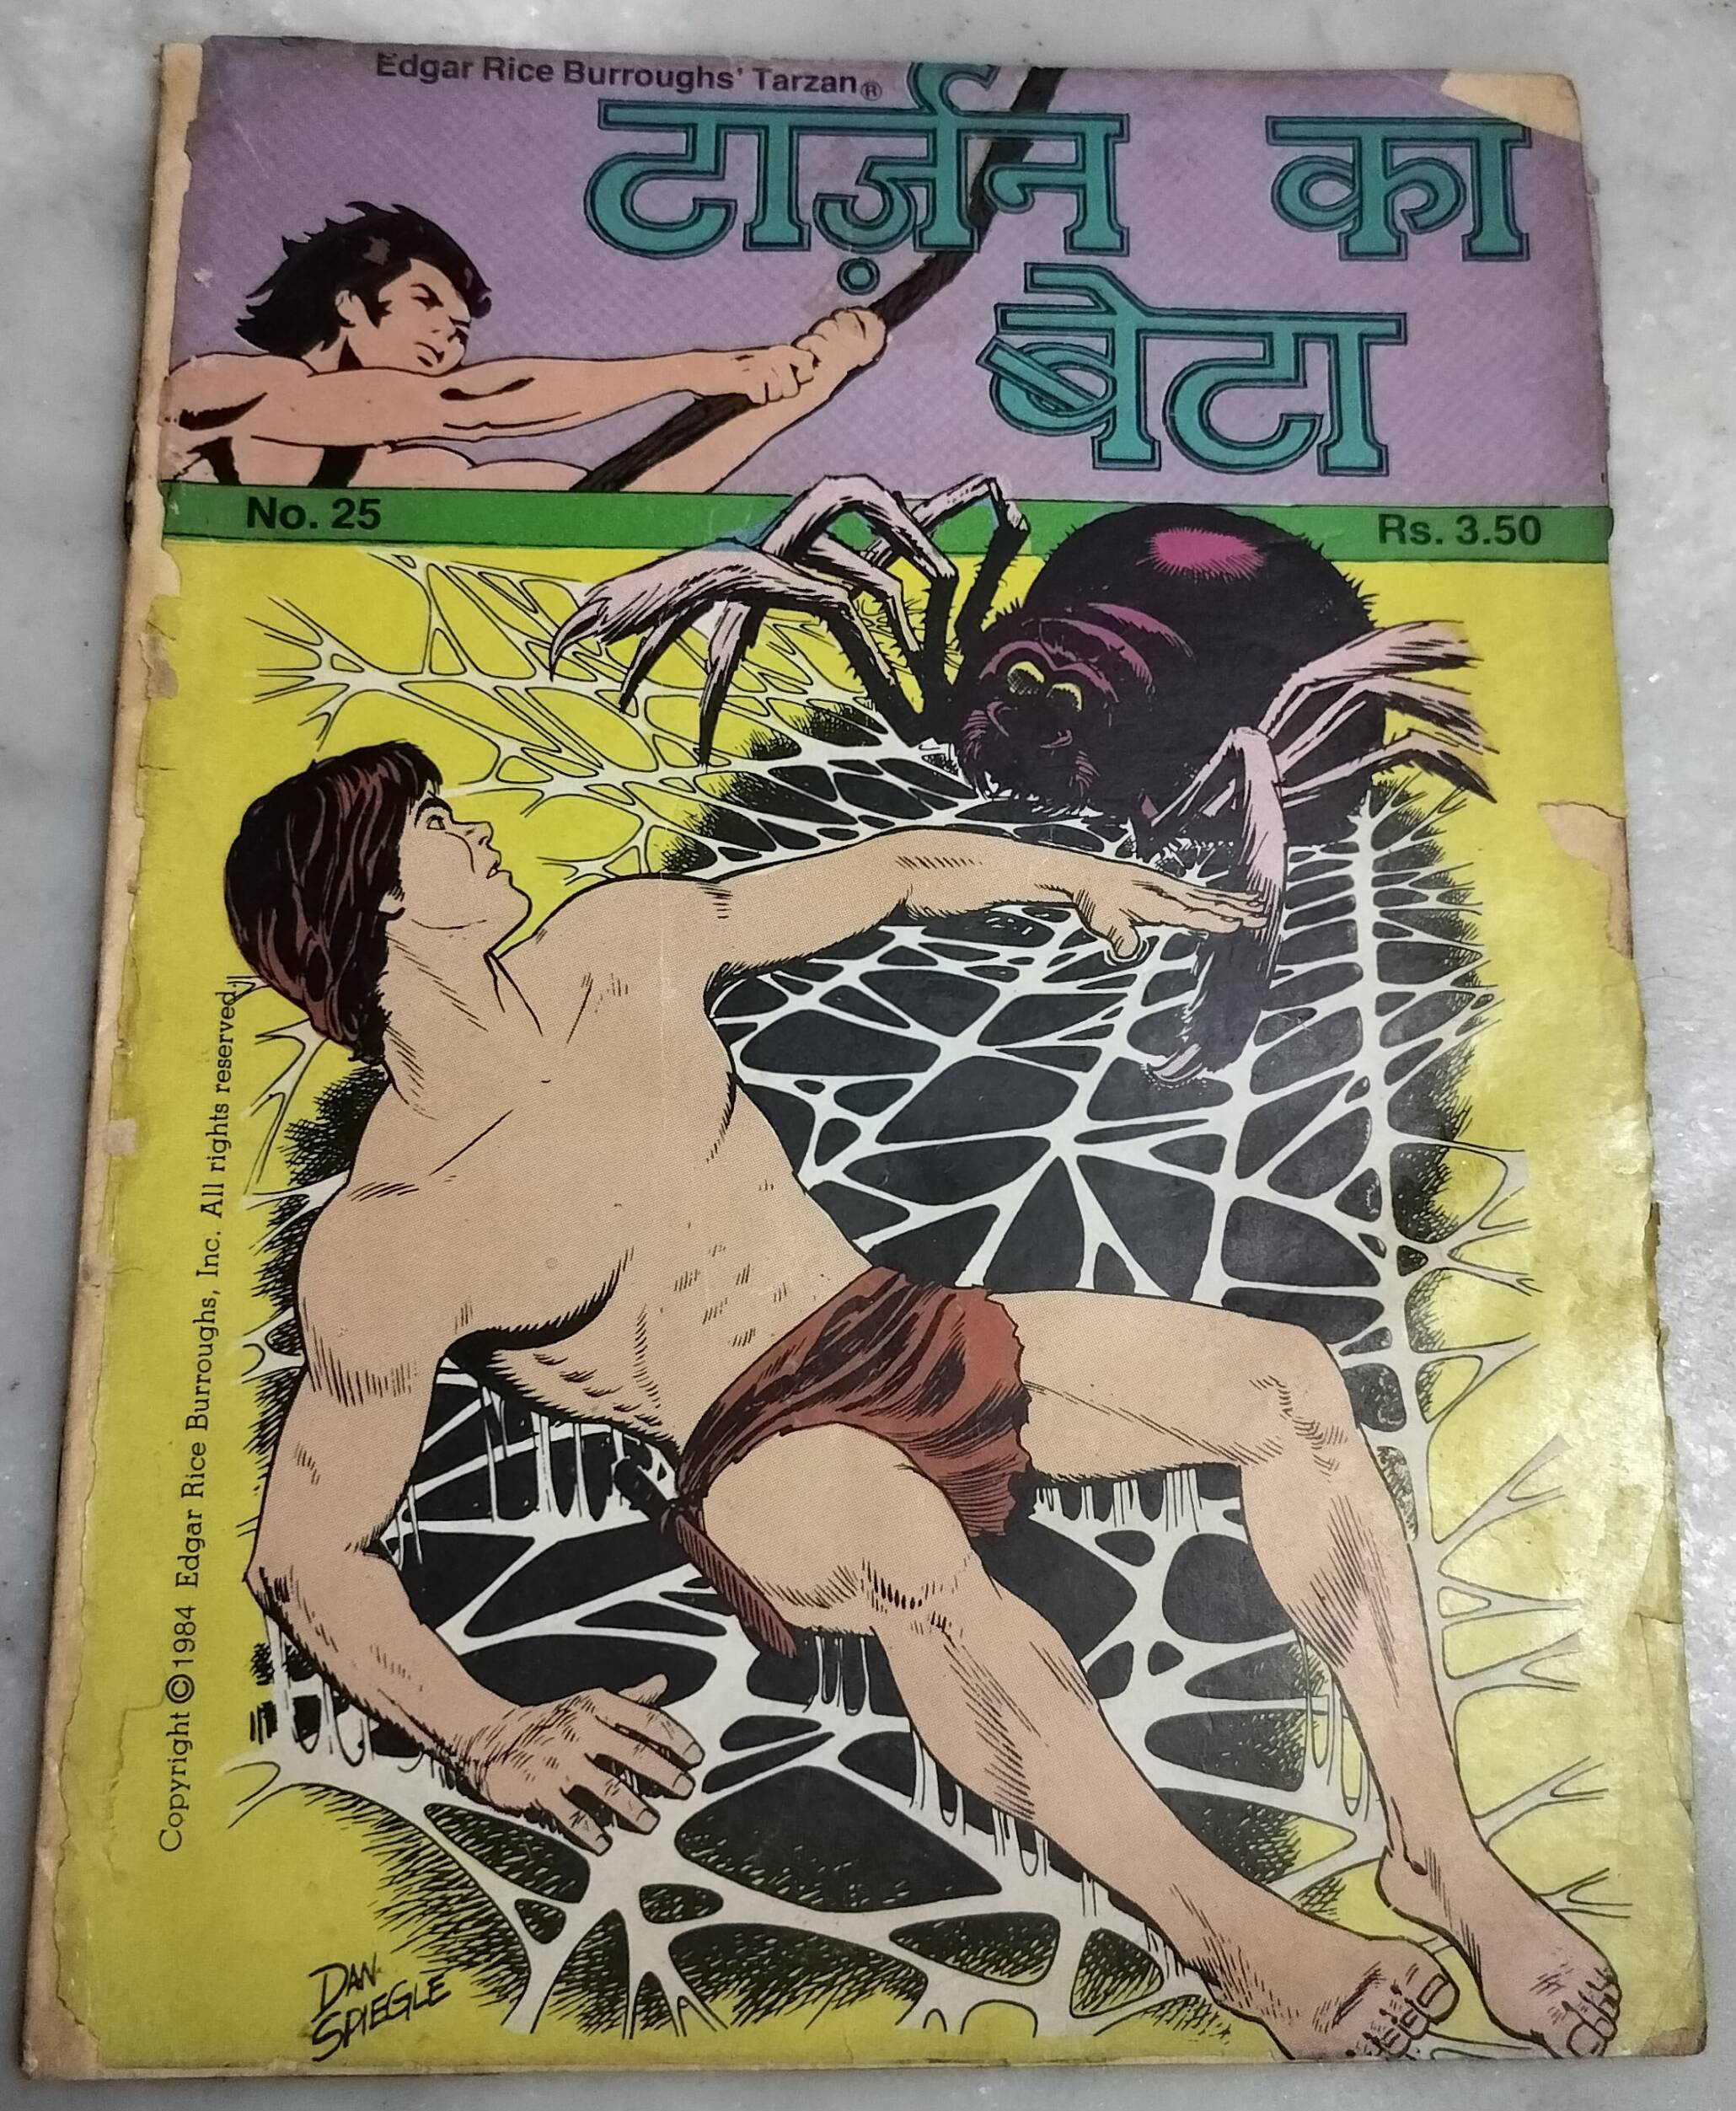 Edgar Rice Burroughs' Tarzan®
टार्ज़न का
बेटा
No. 25
Rs. 3.50
Copyright © 1984 Edgar Rice Burroughs, Inc. All rights reserved.
DAN
SPIEGLE